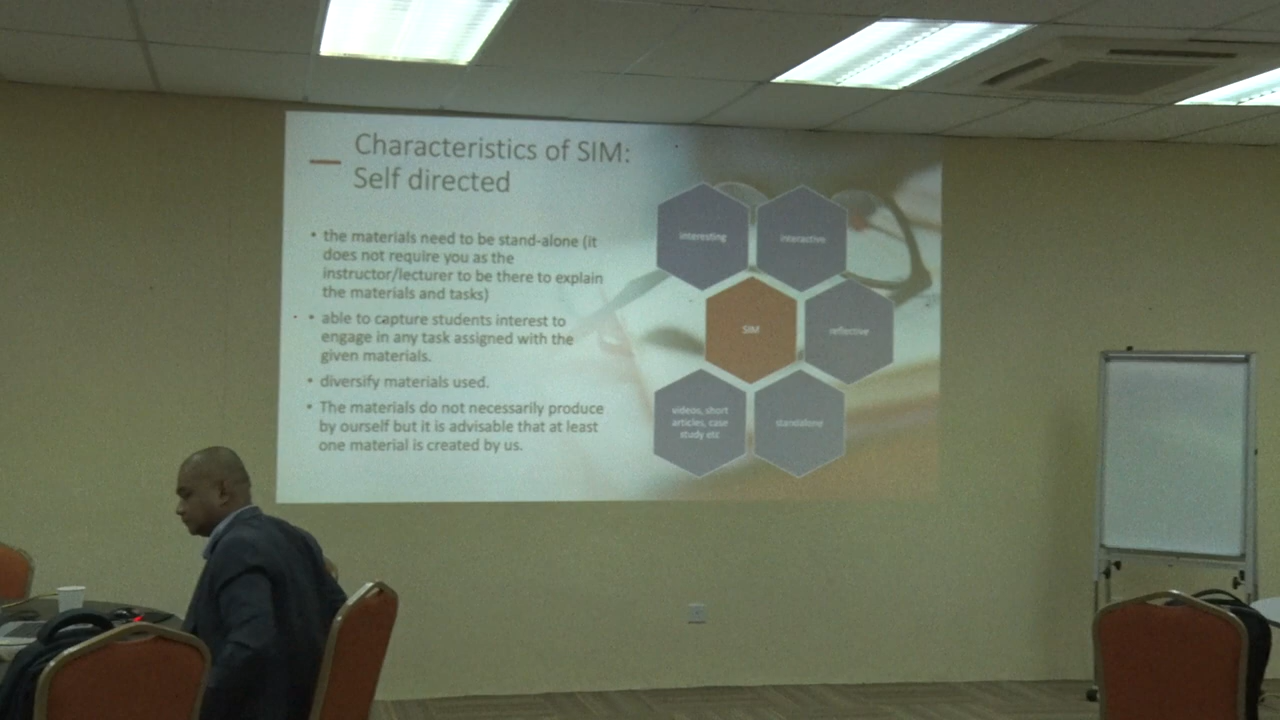 Characteristics of SIM:
Self directed
• the materials need to be stand-alone (it
does not require you as the
instructor/lecturer to be there to explain
the materials and tasks)
• able to capture students interest to
engage in any task assigned with the
given materials.
• diversify materials used.
• The materials do not necessarily produce
by ourself but it is advisable that at least
one material is created by us.
interesting
interactive
SIM
reflective
videos, short
articles, case
study etc
standalone